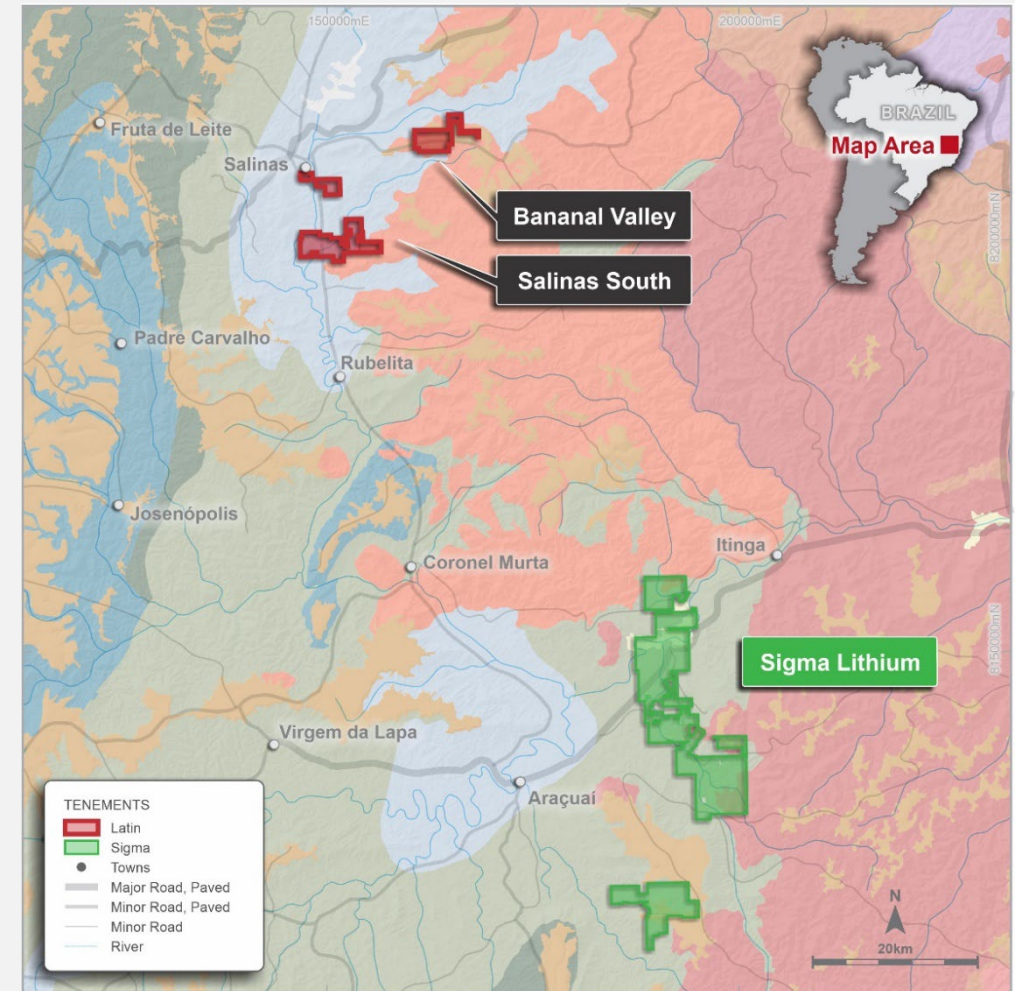 150000mE
200000mE
BRAZIL
Map Area
Fruta de Leite
Salinas
Bananal Valley
8200000mN
Salinas South
Padre Carvalho
Rubelita
Josenópolis
Coronel Murta
Itinga
8150000mN
Sigma Lithium
Virgem da Lapa
Araçuaí
TENEMENTS
Latin
Sigma
Towns
Major Road, Paved
Minor Road, Paved
Minor Road
River
N
20km